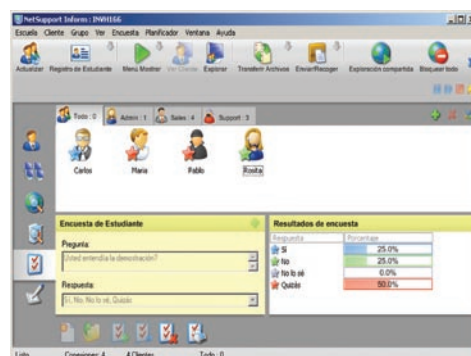 NetSupport Inform: INVH166
Escuela Cliente Grupo Ver Encuesta Planificador Ventana Ayuda
Actualizar Registro de Estudiante Menú Mostrar Ver Cliente Explorar Transferir Archivos Enviar/Recoger Exploración compartida Bloquear todo
Todo : 0 Admin : 1 Sales : 4 Support : 3
Carlos Maria Pablo Rosita
Encuesta de Estudiante
Pregunta:
Usted entendía la demostración?
Respuesta:
Sí, No, No lo sé, Quizás
Resultados de encuesta
Respuesta Porcentaje
Sí 25.0%
No 25.0%
No lo sé 0.0%
Quizás 50.0%
Listo Conexiones: 4 4 Clientes Todo : 0